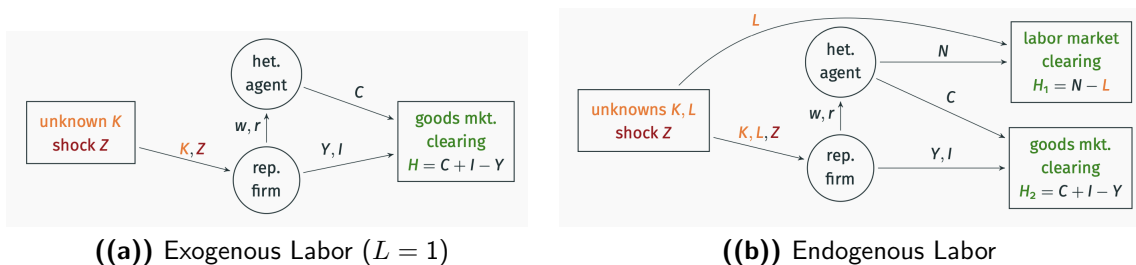 unknown K
shock Z
K, Z
het.
agent
w, r
rep.
firm
C
Y, I
goods mkt.
clearing
H = C + I − Y
((a)) Exogenous Labor (L = 1)
unknowns K, L
shock Z
L
K, L, Z
het.
agent
w, r
rep.
firm
N
C
Y, I
labor market
clearing
H₁ = N − L
goods mkt.
clearing
H₂ = C + I − Y
((b)) Endogenous Labor